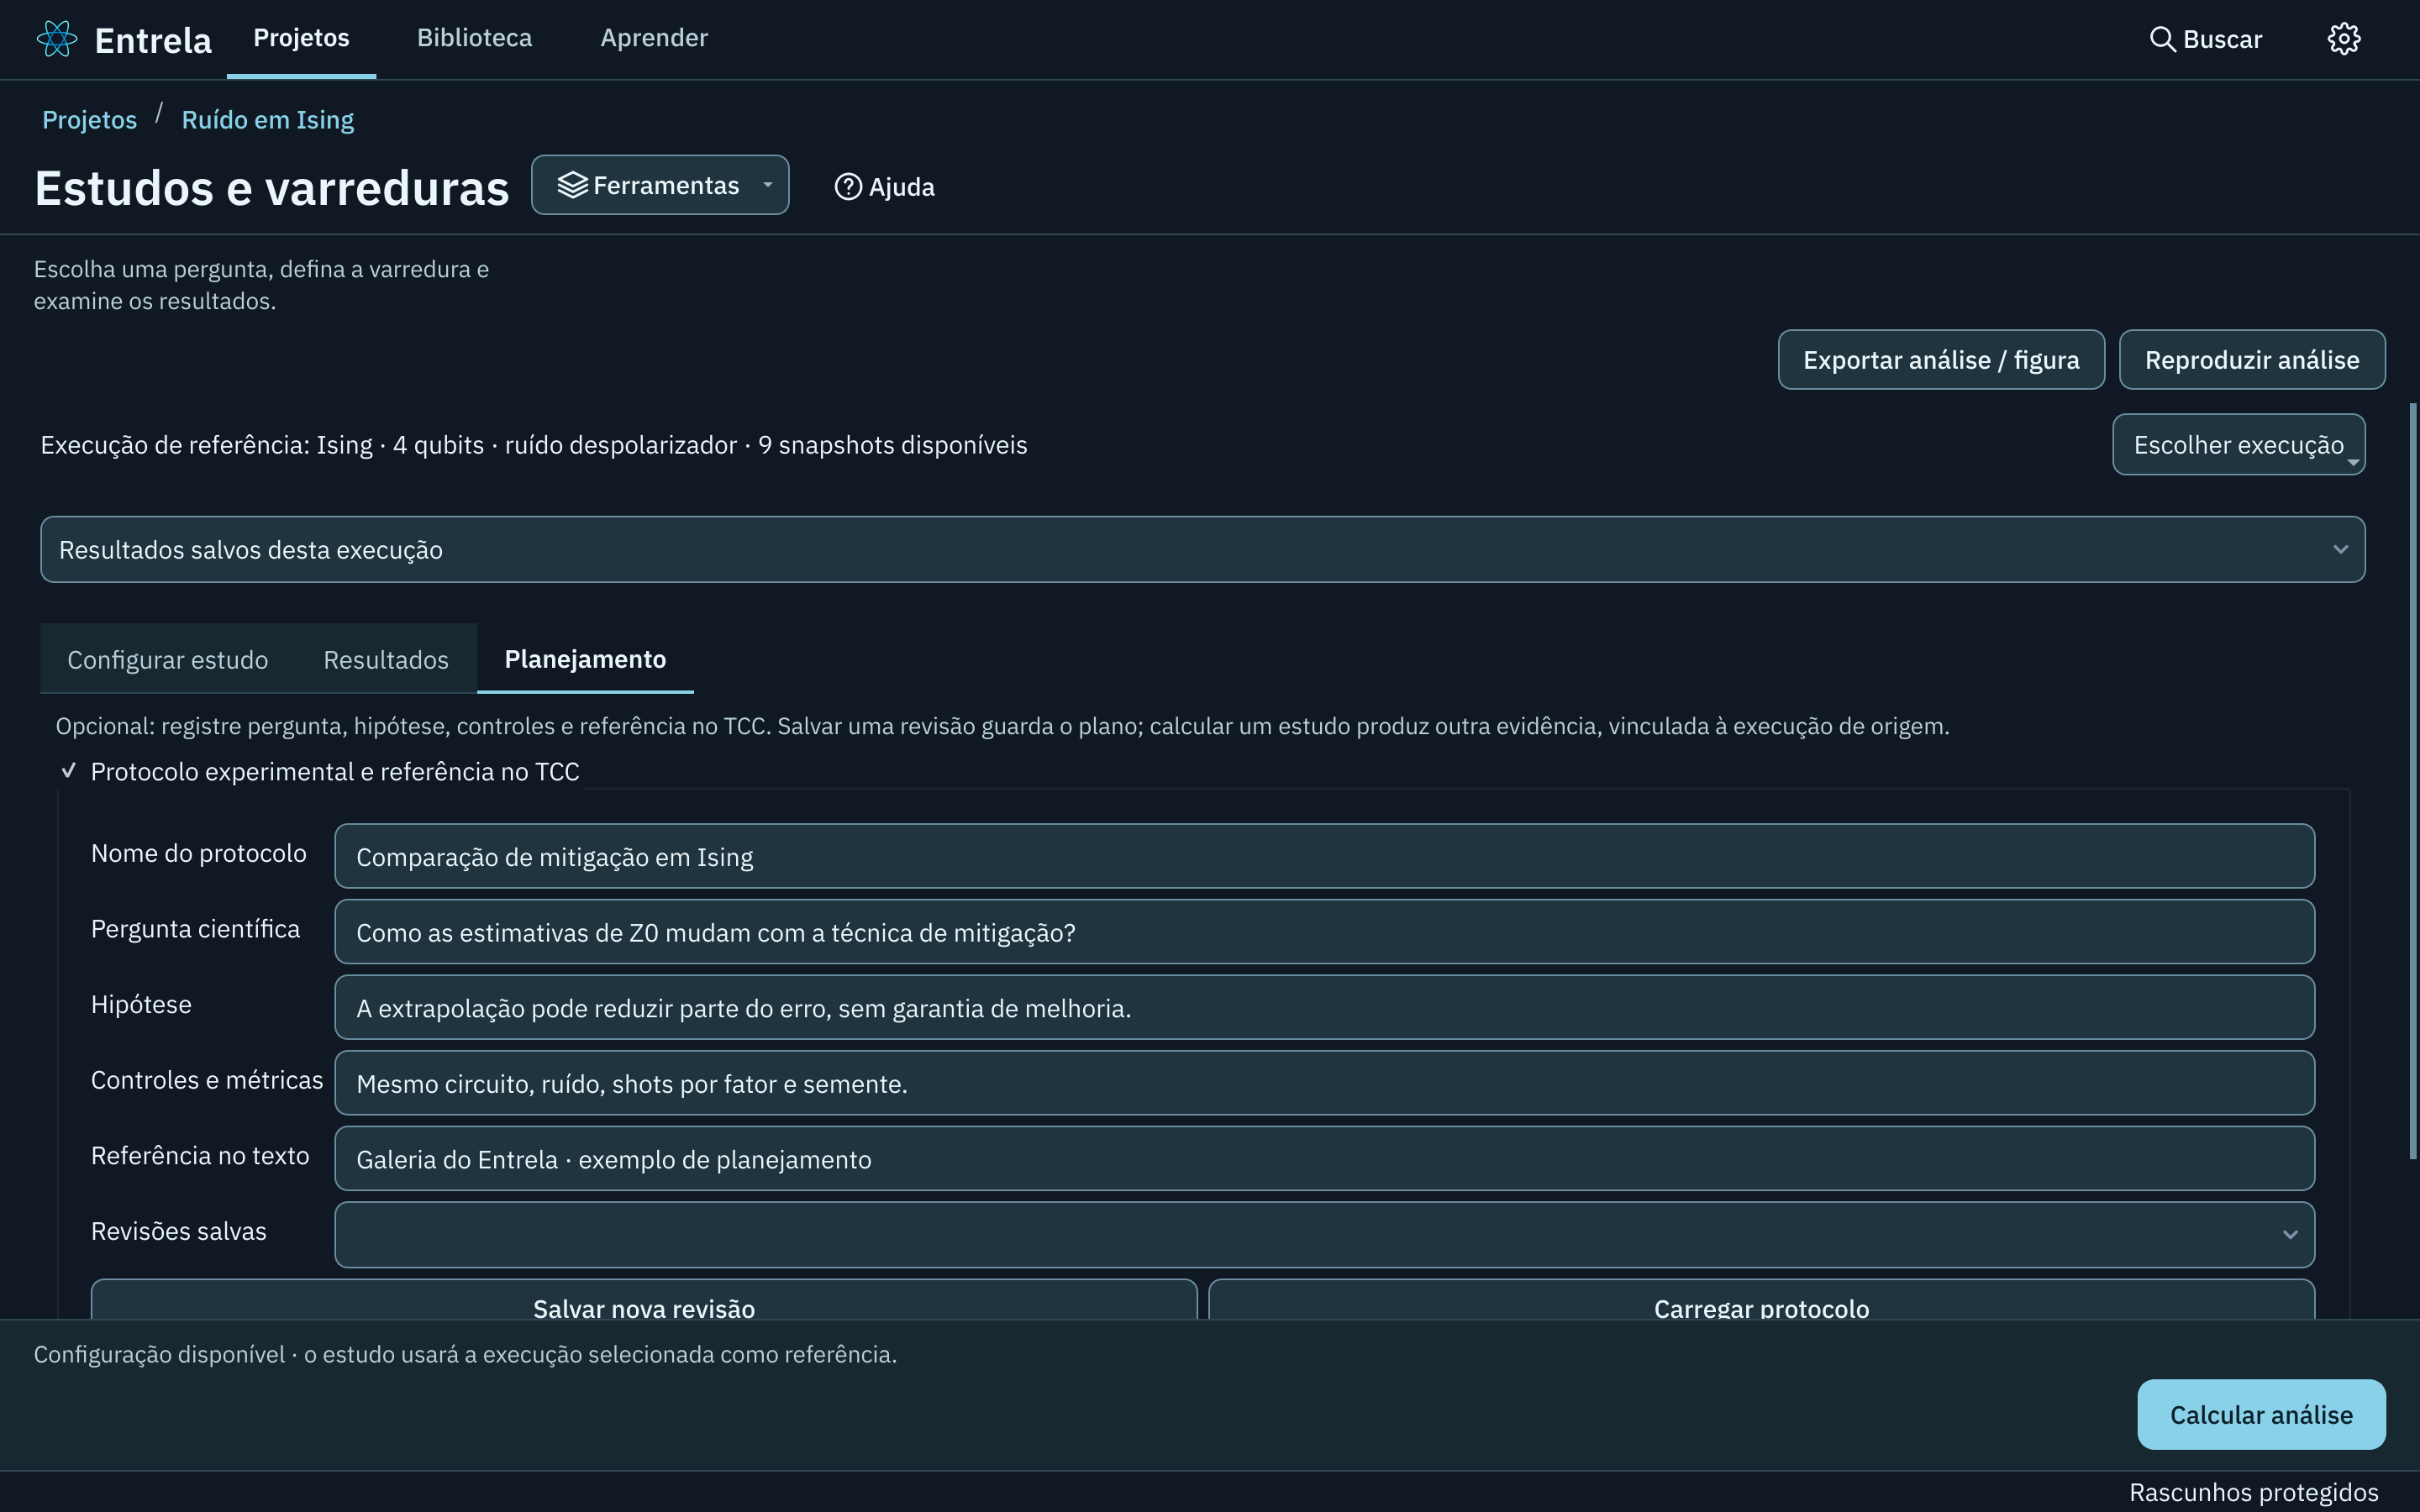 Entrela
Projetos
Biblioteca
Aprender
Buscar
Projetos / Ruído em Ising
Estudos e varreduras
Ferramentas
Ajuda
Escolha uma pergunta, defina a varredura e
examine os resultados.
Exportar análise / figura
Reproduzir análise
Execução de referência: Ising · 4 qubits · ruído despolarizador · 9 snapshots disponíveis
Escolher execução
Resultados salvos desta execução
Configurar estudo
Resultados
Planejamento
Opcional: registre pergunta, hipótese, controles e referência no TCC. Salvar uma revisão guarda o plano; calcular um estudo produz outra evidência, vinculada à execução de origem.
Protocolo experimental e referência no TCC
Nome do protocolo
Comparação de mitigação em Ising
Pergunta científica
Como as estimativas de Z0 mudam com a técnica de mitigação?
Hipótese
A extrapolação pode reduzir parte do erro, sem garantia de melhoria.
Controles e métricas
Mesmo circuito, ruído, shots por fator e semente.
Referência no texto
Galeria do Entrela · exemplo de planejamento
Revisões salvas
Salvar nova revisão
Carregar protocolo
Configuração disponível · o estudo usará a execução selecionada como referência.
Calcular análise
Rascunhos protegidos